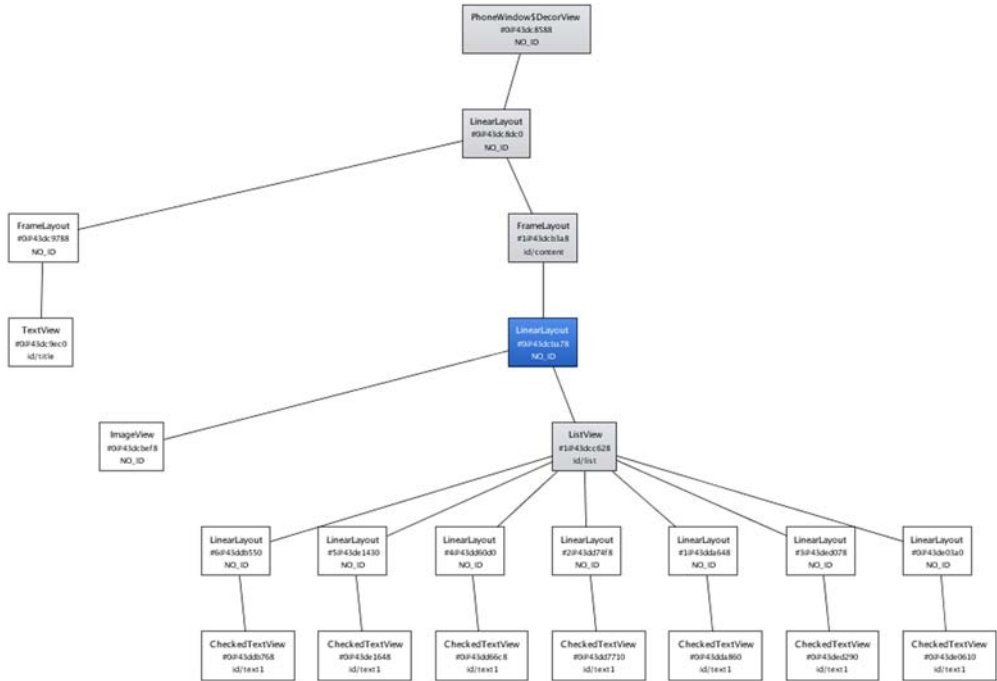 PhoneWindow$DecorView
#0@43dc8588
NO_ID
LinearLayout
#0@43dc8dc0
NO_ID
FrameLayout
#0@43dc9788
NO_ID
FrameLayout
#1@43dcb3a8
id/content
TextView
#0@43dc9ec0
id/title
LinearLayout
#0@43dcba78
NO_ID
ImageView
#0@43dcbef8
NO_ID
ListView
#1@43dcc628
id/list
LinearLayout
#6@43ddb550
NO_ID
LinearLayout
#5@43de1430
NO_ID
LinearLayout
#4@43dd60d0
NO_ID
LinearLayout
#2@43dd74f8
NO_ID
LinearLayout
#1@43dda648
NO_ID
LinearLayout
#3@43ded078
NO_ID
LinearLayout
#0@43de03a0
NO_ID
CheckedTextView
#0@43ddb768
id/text1
CheckedTextView
#0@43de1648
id/text1
CheckedTextView
#0@43dd66c8
id/text1
CheckedTextView
#0@43dd7710
id/text1
CheckedTextView
#0@43dda860
id/text1
CheckedTextView
#0@43ded290
id/text1
CheckedTextView
#0@43de0610
id/text1